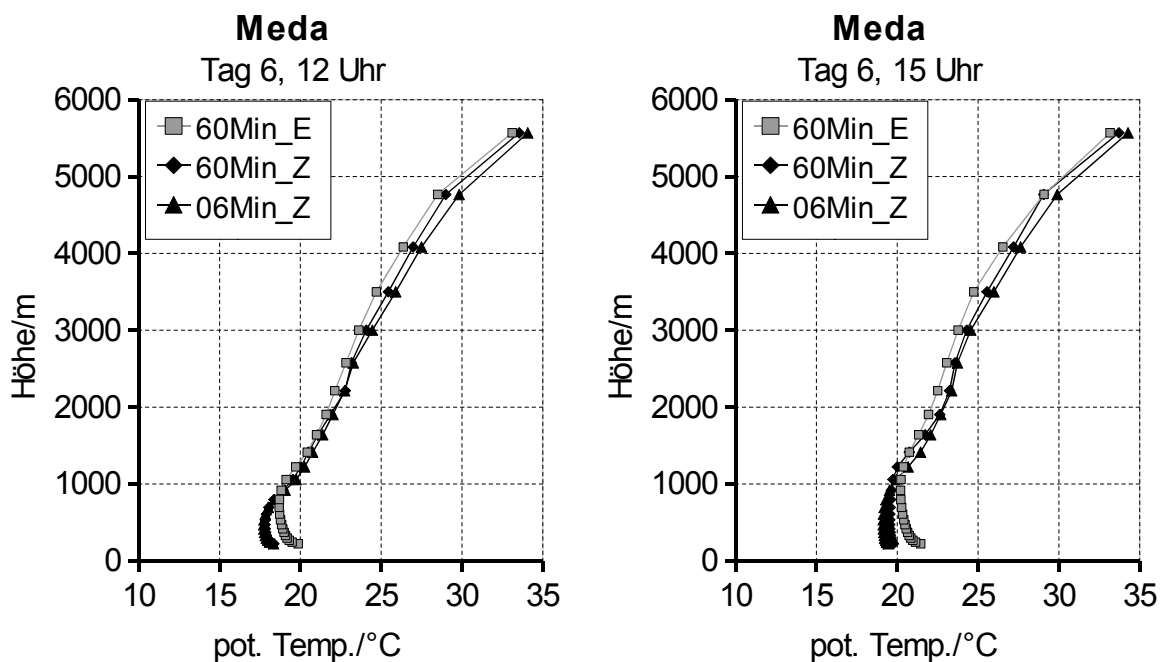 Meda
Tag 6, 12 Uhr
6000
5000
4000
3000
2000
1000
0
Höhe/m
60Min_E
60Min_Z
06Min_Z
10 15 20 25 30 35
pot. Temp./°C
Meda
Tag 6, 15 Uhr
6000
5000
4000
3000
2000
1000
0
Höhe/m
60Min_E
60Min_Z
06Min_Z
10 15 20 25 30 35
pot. Temp./°C